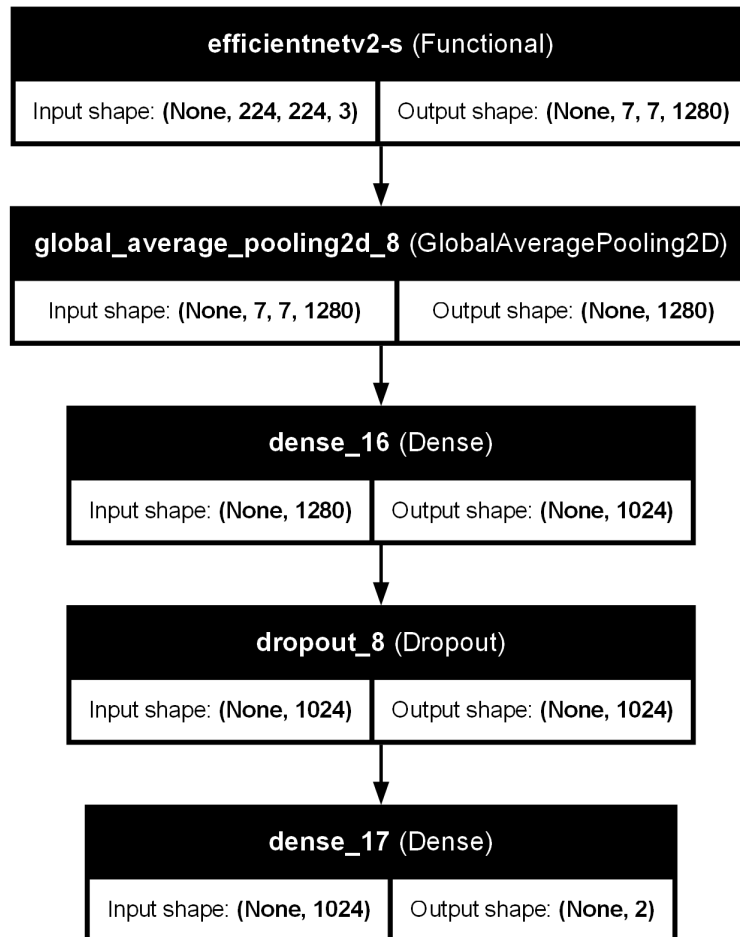 efficientnetv2-s (Functional)
Input shape: (None, 224, 224, 3) Output shape: (None, 7, 7, 1280)
global_average_pooling2d_8 (GlobalAveragePooling2D)
Input shape: (None, 7, 7, 1280) Output shape: (None, 1280)
dense_16 (Dense)
Input shape: (None, 1280) Output shape: (None, 1024)
dropout_8 (Dropout)
Input shape: (None, 1024) Output shape: (None, 1024)
dense_17 (Dense)
Input shape: (None, 1024) Output shape: (None, 2)